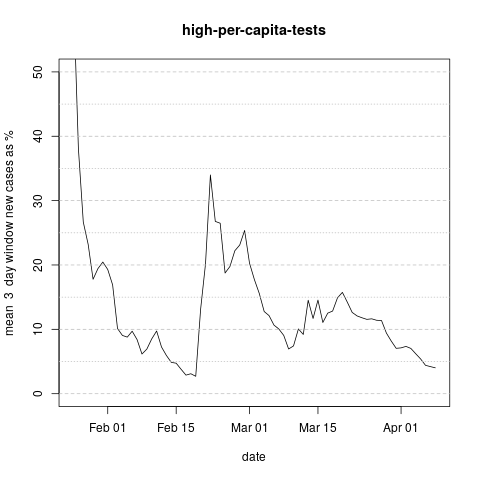 high-per-capita-tests
mean 3 day window new cases as %
50
40
30
20
10
0
Feb 01 Feb 15 Mar 01 Mar 15 Apr 01
date